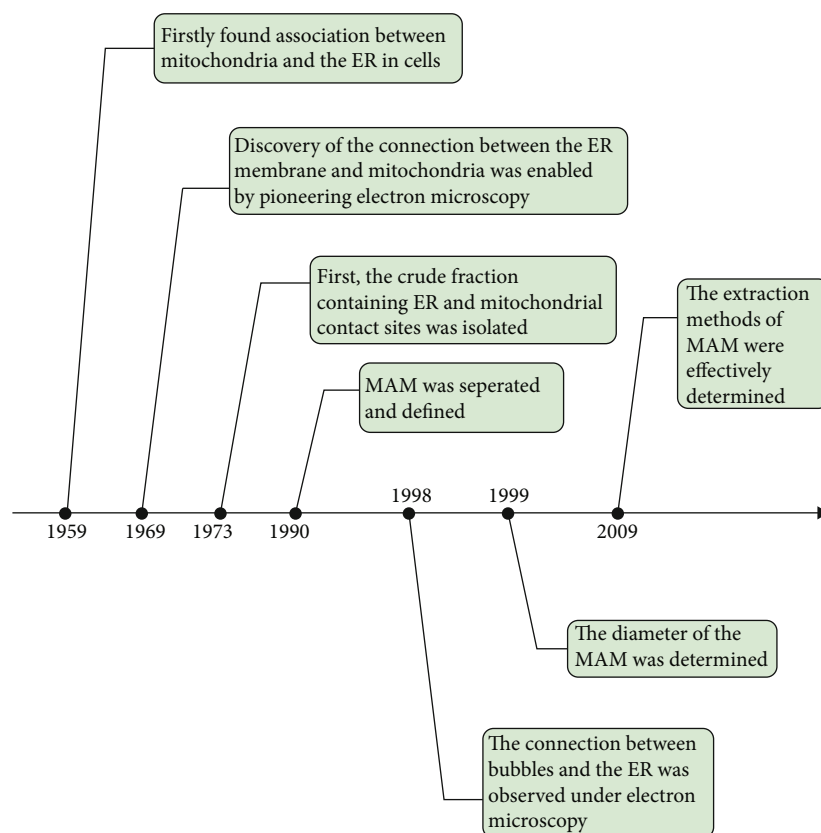 Firstly found association between
mitochondria and the ER in cells
Discovery of the connection between the ER
membrane and mitochondria was enabled
by pioneering electron microscopy
First, the crude fraction
containing ER and mitochondrial
contact sites was isolated
The extraction
methods of
MAM were
effectively
determined
MAM was seperated
and defined
1959
1969
1973
1990
1998
1999
2009
The diameter of the
MAM was determined
The connection between
bubbles and the ER was
observed under electron
microscopy